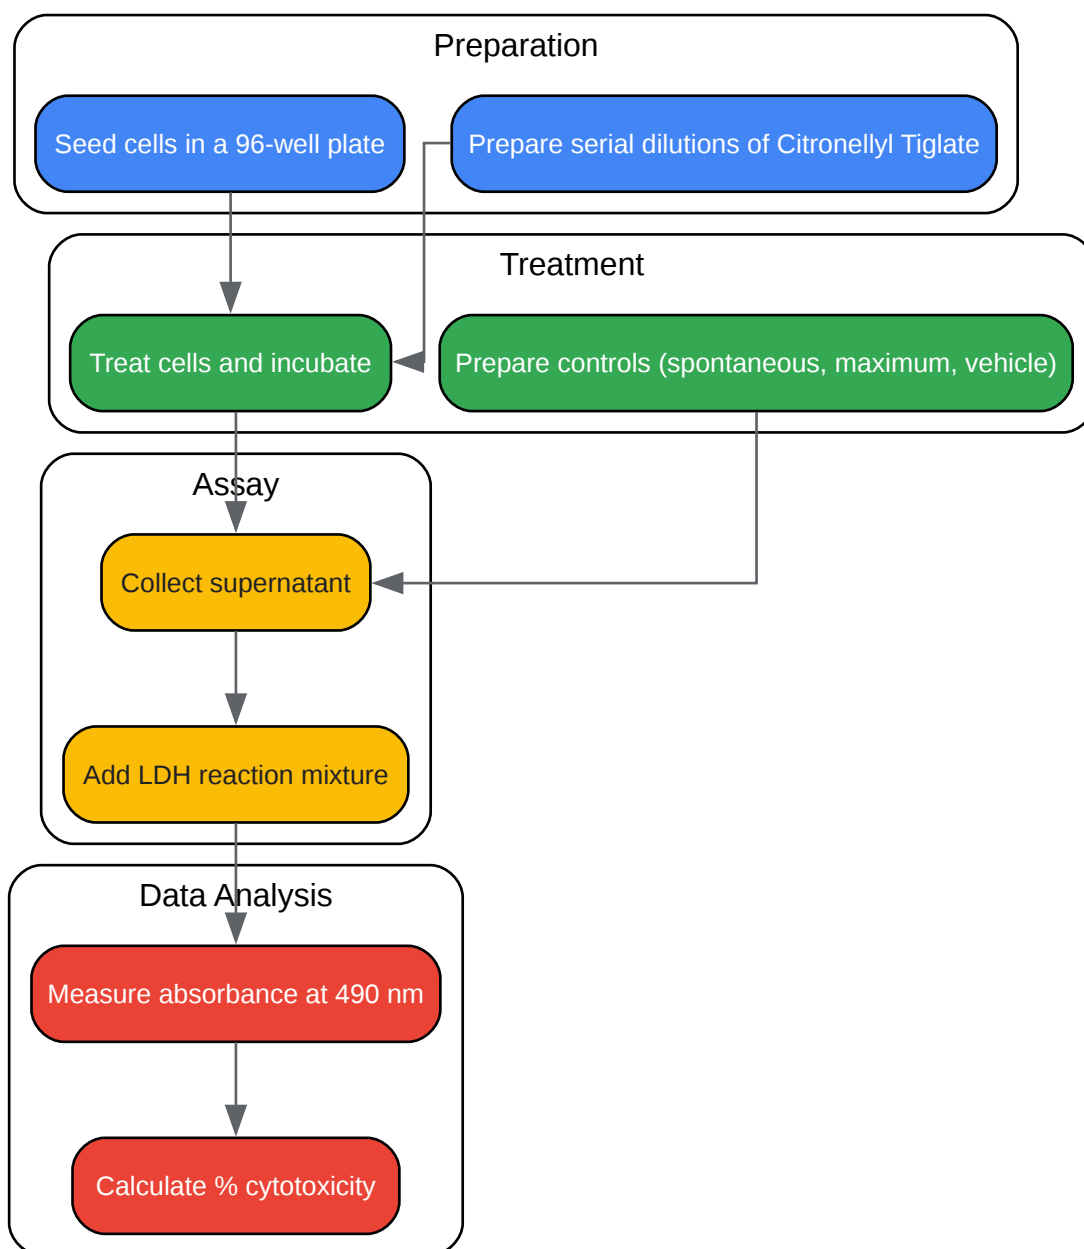 Preparation
Seed cells in a 96-well plate
Prepare serial dilutions of Citronellyl Tiglate
Treatment
Treat cells and incubate
Prepare controls (spontaneous, maximum, vehicle)
Assay
Collect supernatant
Add LDH reaction mixture
Data Analysis
Measure absorbance at 490 nm
Calculate % cytotoxicity